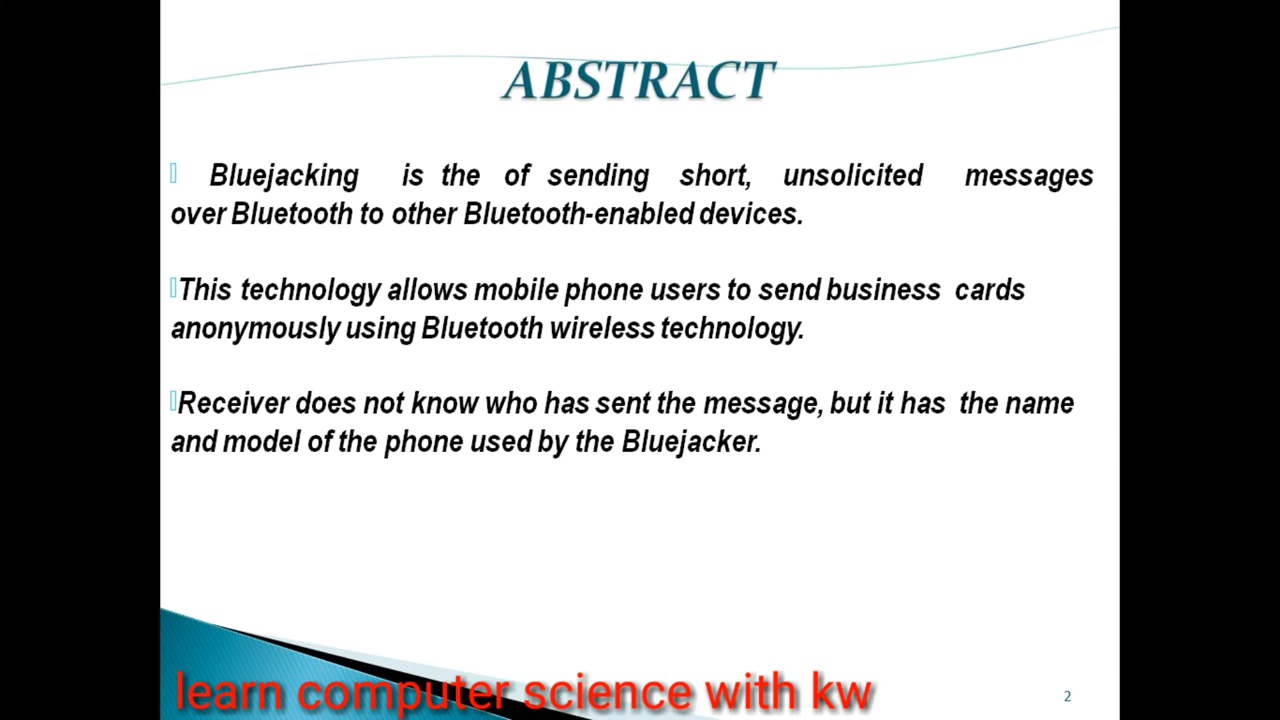 ABSTRACT
Bluejacking is the of sending short, unsolicited messages
over Bluetooth to other Bluetooth-enabled devices.
This technology allows mobile phone users to send business cards
anonymously using Bluetooth wireless technology.
Receiver does not know who has sent the message, but it has the name
and model of the phone used by the Bluejacker.
learn computer science with kw
2